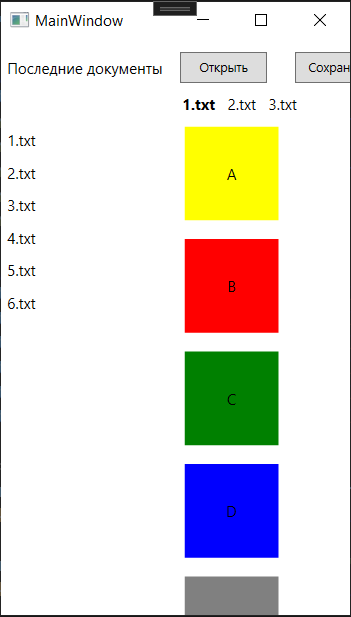 MainWindow
Последние документы Открыть Сохран
1.txt 2.txt 3.txt
1.txt
2.txt
3.txt
4.txt
5.txt
6.txt
A
B
C
D